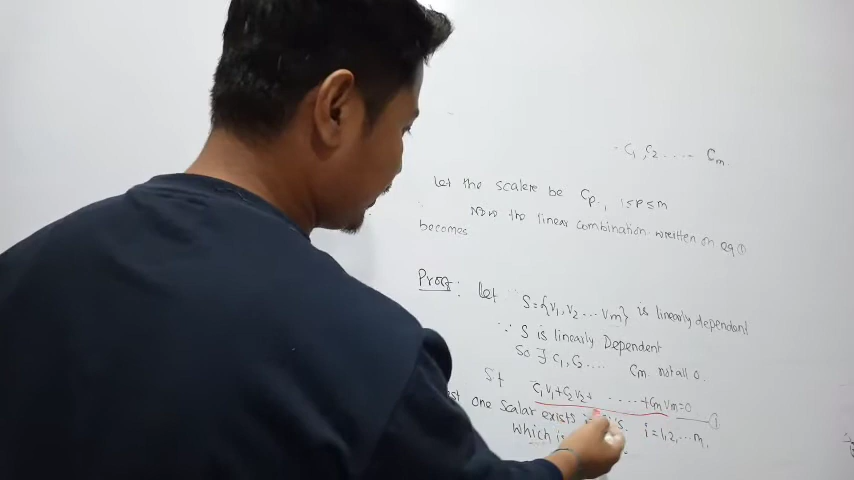 C₁, C₂ ..... Cₘ.
let the scalere be Cₚ, 1≤P≤m
Now the linear combination written on eq ①
becomes
Proof: let S={V₁, V₂ ... Vₘ} is linearly dependant
∵ S is linearly Dependent
So ∃ C₁, C₂ .... Cₘ not all 0.
St C₁V₁+C₂V₂+ .....+CₘVₘ=0 —①
one Scalar exists i=1,2,...m,
which